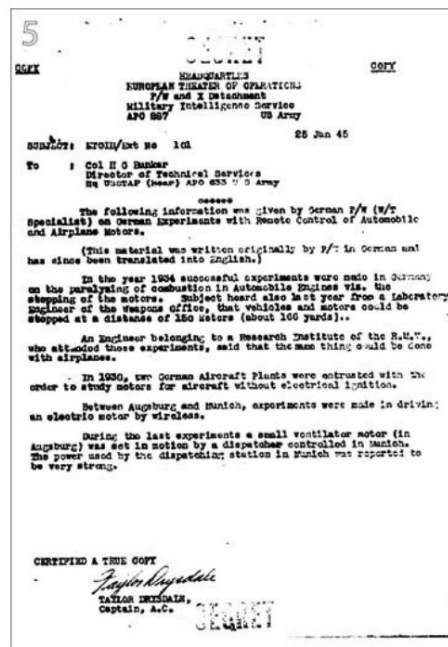 5
SECRET
COPY COPY
HEADQUARTERS
EUROPEAN THEATER OF OPERATIONS
P/W and X Detachment
Military Intelligence Service
APO 887 US Army
25 Jan 45
SUBJECT: ETOIR/Ext No 101
To : Col H G Bunker
Director of Technical Services
Hq USSTAF (Rear) APO 633 U S Army
******
The following information was given by German P/W (W/T
Specialist) on German Experiments with Remote Control of Automobile
and Airplane Motors.
(This material was written originally by P/W in German and
has since been translated into English.)
In the year 1934 successful experiments were made in Germany
on the paralyzing of combustion in Automobile Engines viz. the
stopping of the motors. Subject heard also last year from a Laboratory
Engineer of the Weapons Office, that vehicles and motors could be
stopped at a distance of 150 Meters (about 166 yards)..
An Engineer belonging to a Research Institute of the
who attended those experiments, said that the same thing could be done
with airplanes.
In two German Aircraft Plants were entrusted with the
order to study motors for aircraft without electrical ignition.
Between Augsburg and Munich, experiments were made in driving
an electric motor by wireless.
During the last experiments a small ventilator motor (in
Augsburg) was set in motion by a dispatcher controlled in Munich.
The power used by the dispatching station in Munich was reported to
be very strong.
CERTIFIED A TRUE COPY
Taylor Drysdale
TAYLOR DRYSDALE,
Captain, A.C.
SECRET